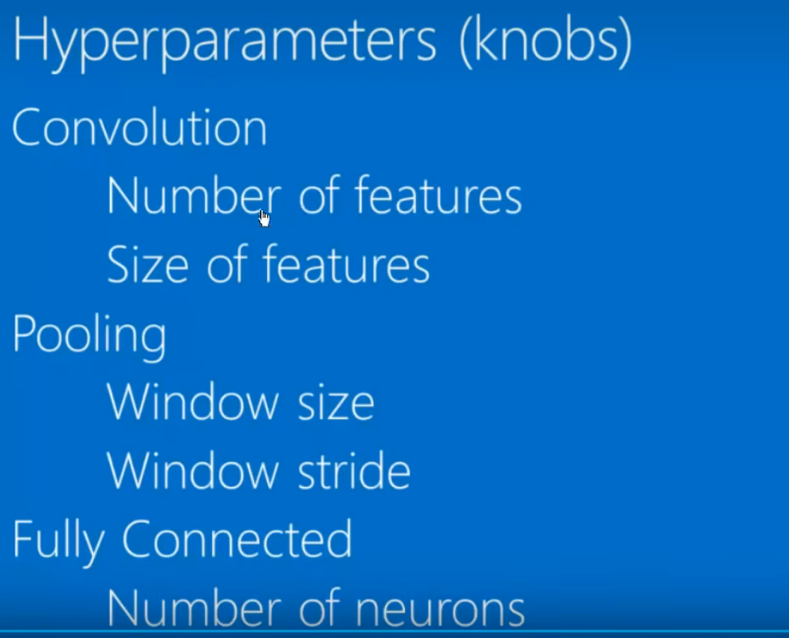 Hyperparameters (knobs)
Convolution
Number of features
Size of features
Pooling
Window size
Window stride
Fully Connected
Number of neurons